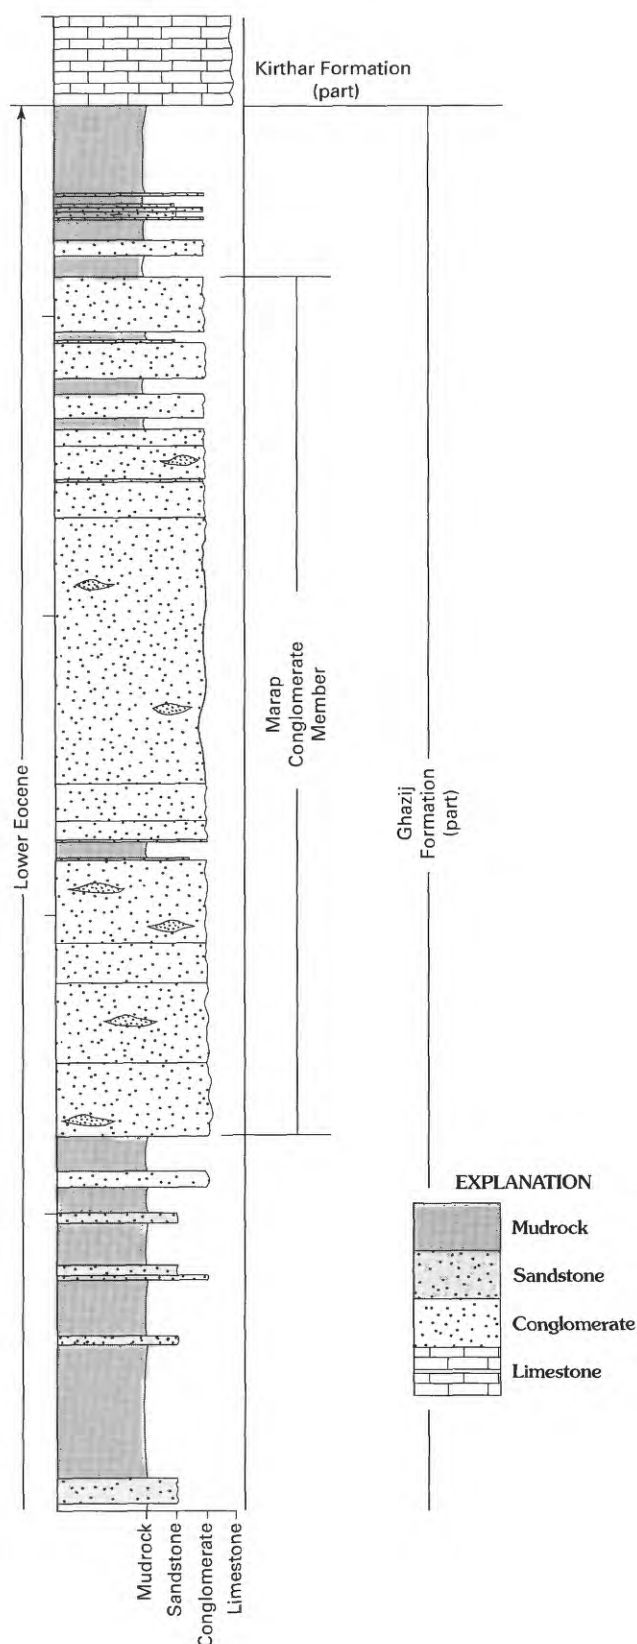 Kirthar Formation
(part)
Lower Eocene
Marap
Conglomerate
Member
Ghazij
Formation
(part)
EXPLANATION
Mudrock
Sandstone
Conglomerate
Limestone
Mudrock
Sandstone
Conglomerate
Limestone